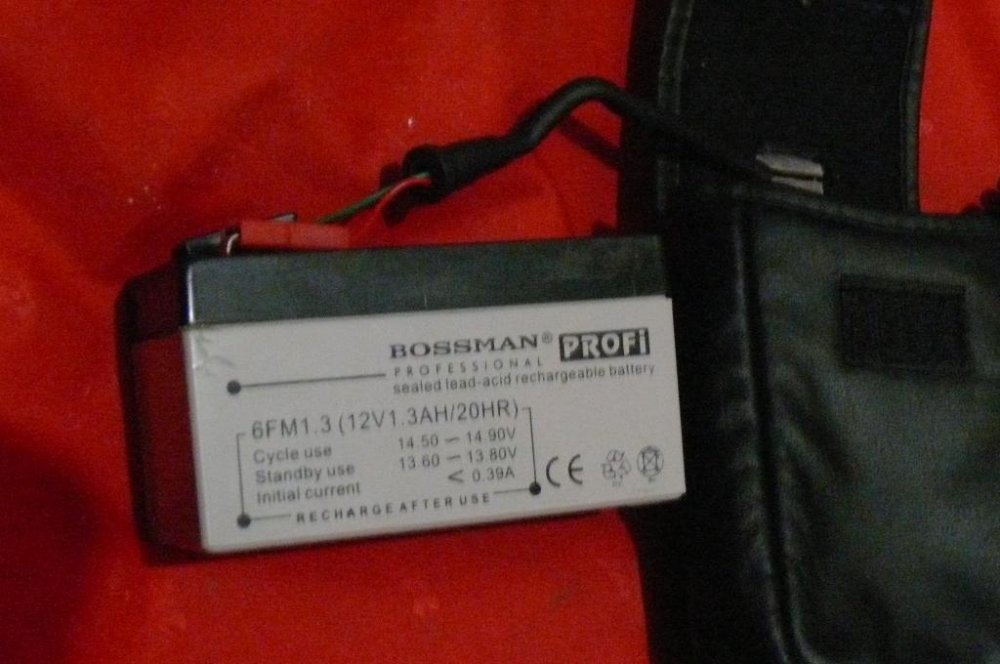 BOSSMAN® PROFi
PROFESSIONAL
sealed lead-acid rechargeable battery
6FM1.3 (12V1.3AH/20HR)
Cycle use 14.50 — 14.90V
Standby use 13.60 — 13.80V
Initial current < 0.39A
RECHARGE AFTER USE
CE